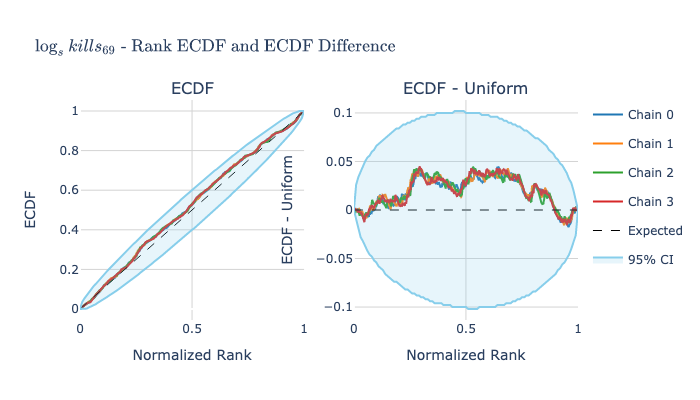 log_s kills_69 - Rank ECDF and ECDF Difference
ECDF
ECDF - Uniform
ECDF
1
0.8
0.6
0.4
0.2
0
0
0.5
1
Normalized Rank
ECDF - Uniform
0.1
0.05
0
−0.05
−0.1
0
0.5
1
Normalized Rank
Chain 0
Chain 1
Chain 2
Chain 3
Expected
95% CI